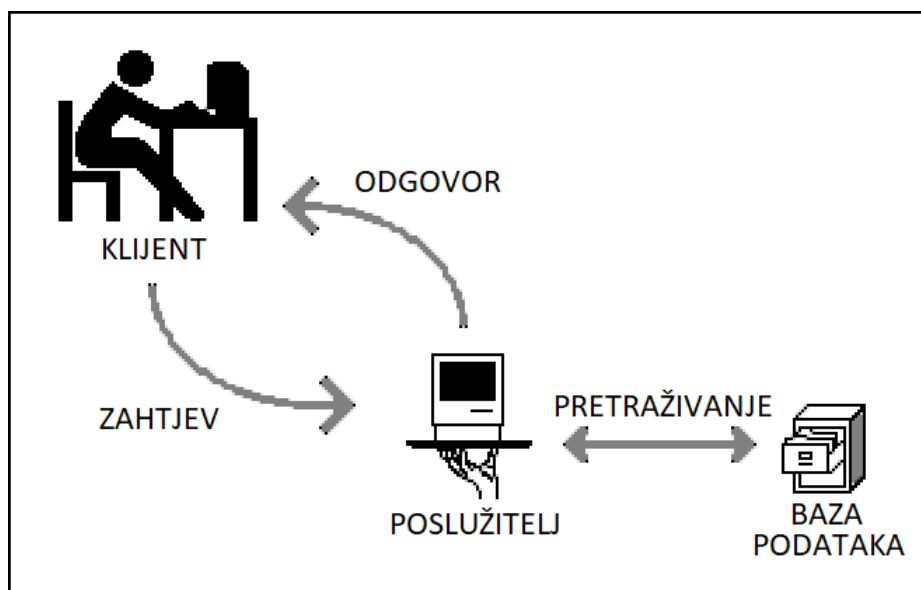 ODGOVOR
KLIJENT
ZAHTJEV
PRETRAŽIVANJE
POSLUŽITELJ
BAZA
PODATAKA